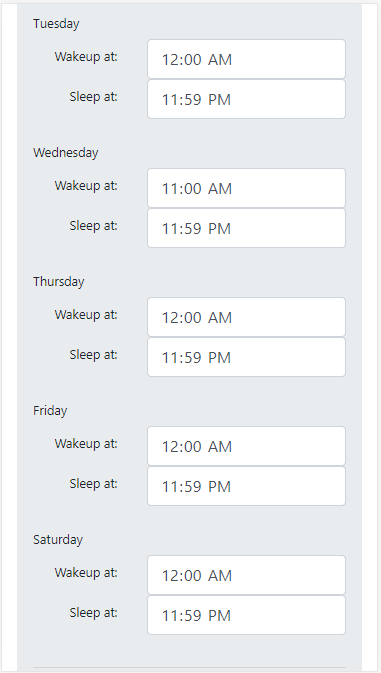 Tuesday
Wakeup at: 12:00 AM
Sleep at: 11:59 PM
Wednesday
Wakeup at: 11:00 AM
Sleep at: 11:59 PM
Thursday
Wakeup at: 12:00 AM
Sleep at: 11:59 PM
Friday
Wakeup at: 12:00 AM
Sleep at: 11:59 PM
Saturday
Wakeup at: 12:00 AM
Sleep at: 11:59 PM